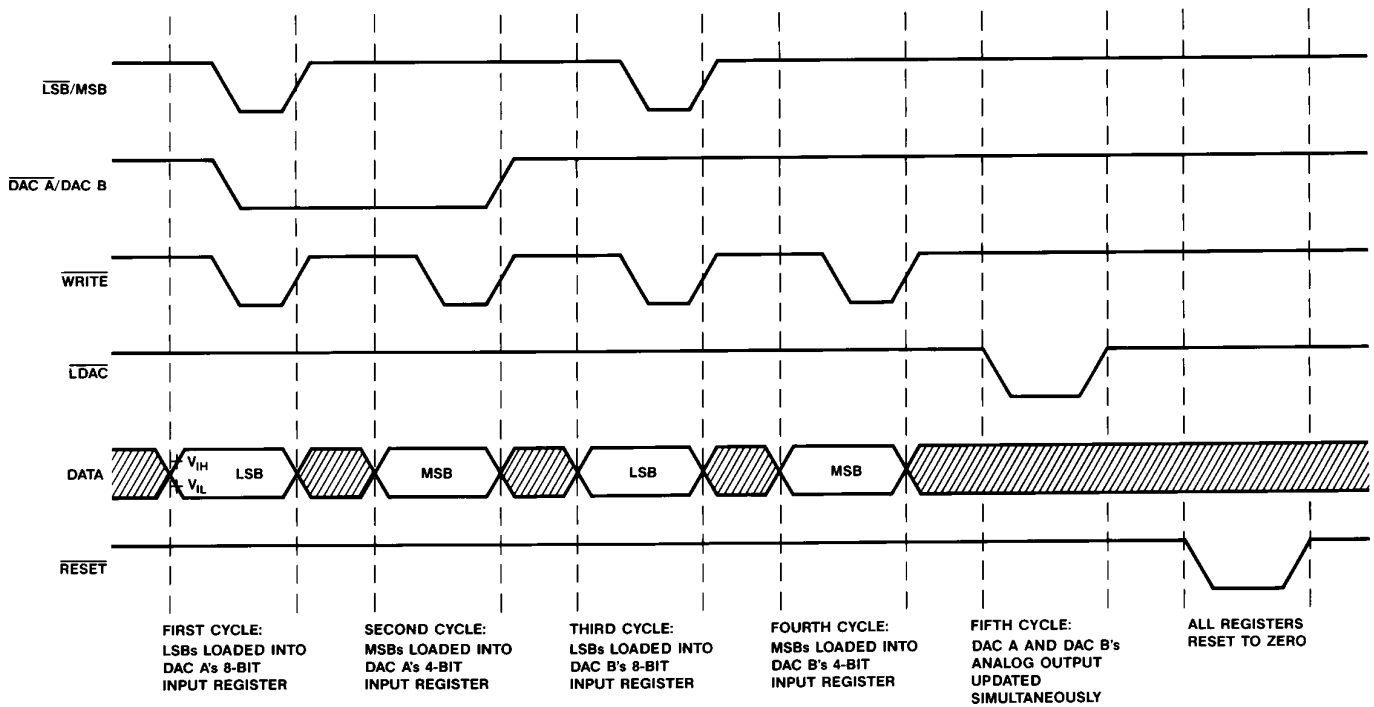 LSB/MSB
DAC A/DAC B
WRITE
LDAC
DATA
VIH
VIL
LSB
MSB
LSB
MSB
RESET
FIRST CYCLE:
LSBs LOADED INTO
DAC A's 8-BIT
INPUT REGISTER
SECOND CYCLE:
MSBs LOADED INTO
DAC A's 4-BIT
INPUT REGISTER
THIRD CYCLE:
LSBs LOADED INTO
DAC B's 8-BIT
INPUT REGISTER
FOURTH CYCLE:
MSBs LOADED INTO
DAC B's 4-BIT
INPUT REGISTER
FIFTH CYCLE:
DAC A AND DAC B's
ANALOG OUTPUT
UPDATED
SIMULTANEOUSLY
ALL REGISTERS
RESET TO ZERO